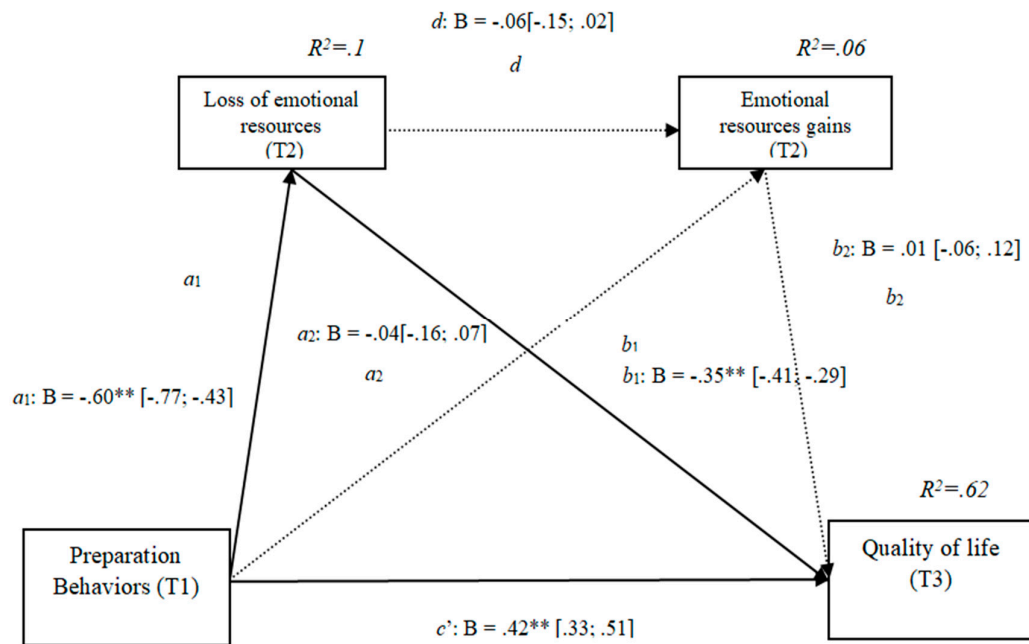 d: B = -.06[-.15; .02]
R²=.1
d
R²=.06
Loss of emotional
resources
(T2)
Emotional
resources gains
(T2)
b₂: B = .01 [-.06; .12]
b₂
a₁
a₂: B = -.04[-.16; .07]
a₂
b₁
b₁: B = -.35** [-.41; -.29]
a₁: B = -.60** [-.77; -.43]
R²=.62
Preparation
Behaviors (T1)
Quality of life
(T3)
c’: B = .42** [.33; .51]